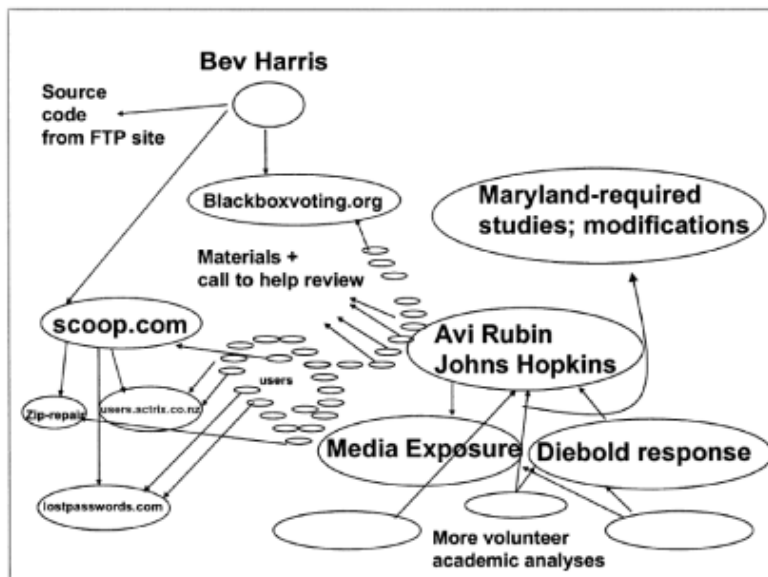 Bev Harris
Source
code
from FTP site
Blackboxvoting.org
Maryland-required
studies; modifications
Materials +
call to help review
scoop.com
Avi Rubin
Johns Hopkins
users
Zip-repair
users.actrix.co.nz
Media Exposure
Diebold response
lostpasswords.com
More volunteer
academic analyses